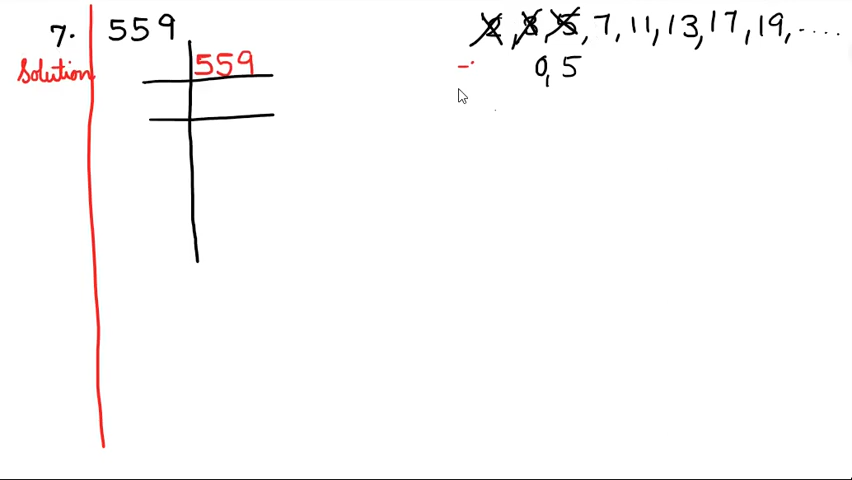 7. 559
Solution 559
2, 3, 5, 7, 11, 13, 17, 19, ....
0, 5